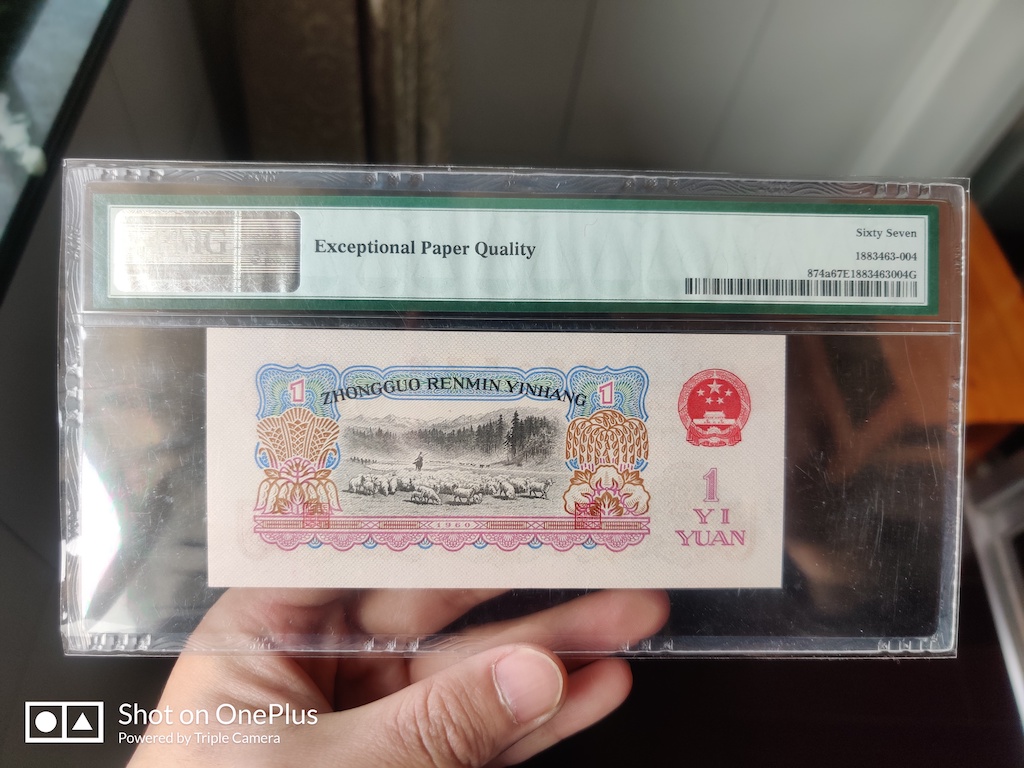 PMG
Exceptional Paper Quality
Sixty Seven
1883463-004
874a67E1883463004G
1
ZHONGGUO RENMIN YINHANG
1
1960
1
YI
YUAN
Shot on OnePlus
Powered by Triple Camera